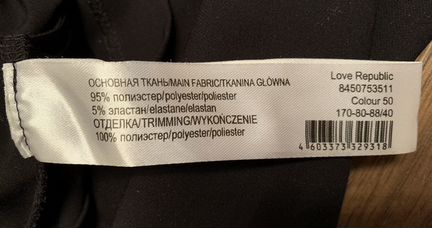 ОСНОВНАЯ ТКАНЬ/MAIN FABRIC/TKANINA GŁÓWNA
95% полиэстер/polyester/poliester
5% эластан/elastane/elastan
ОТДЕЛКА/TRIMMING/WYKOŃCZENIE
100% полиэстер/polyester/poliester
Love Republic
8450753511
Colour 50
170-80-88/40
4 603373 329318